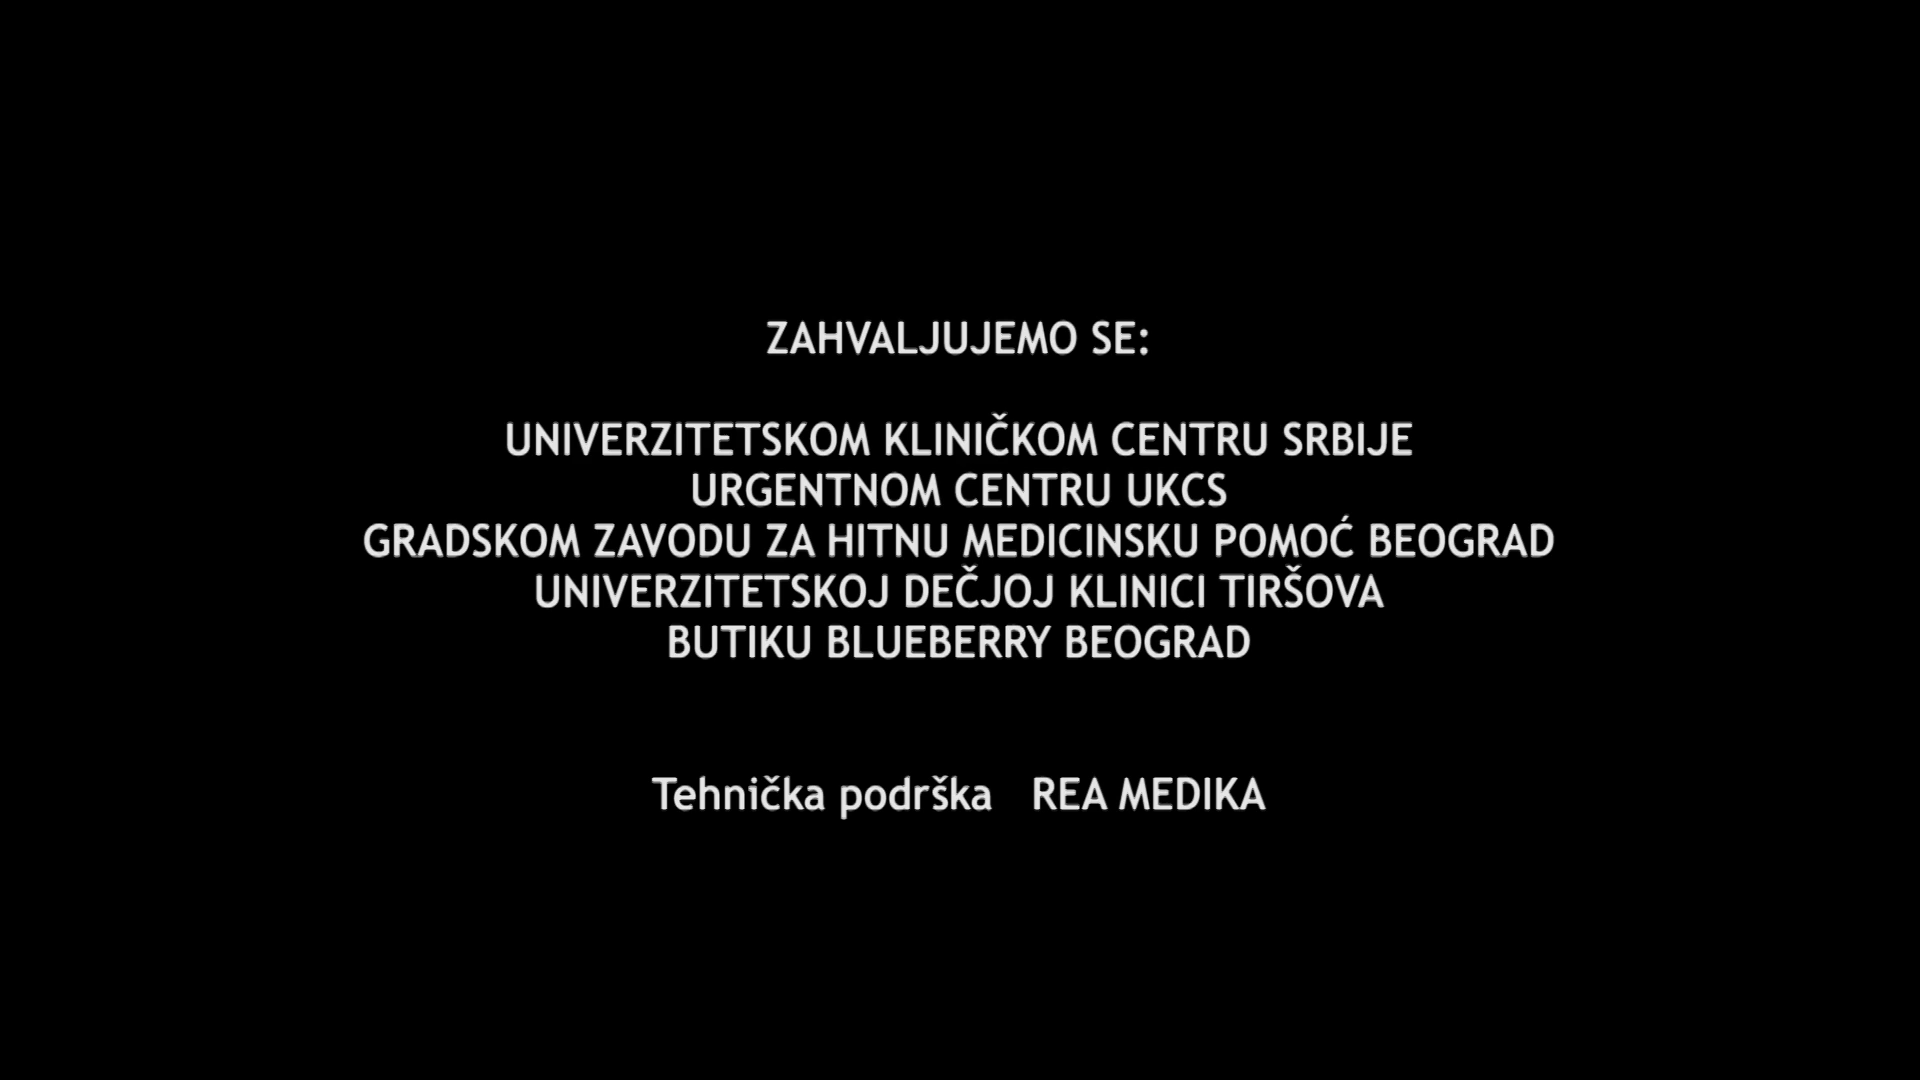 ZAHVALJUJEMO SE:
UNIVERZITETSKOM KLINIČKOM CENTRU SRBIJE
URGENTNOM CENTRU UKCS
GRADSKOM ZAVODU ZA HITNU MEDICINSKU POMOĆ BEOGRAD
UNIVERZITETSKOJ DEČJOJ KLINICI TIRŠOVA
BUTIKU BLUEBERRY BEOGRAD
Tehnička podrška REA MEDIKA